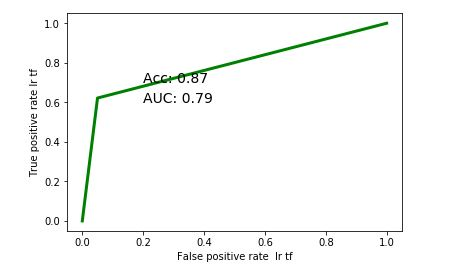 1.0
0.8
0.6
0.4
0.2
0.0
True positive rate lr tf
Acc: 0.87
AUC: 0.79
0.0 0.2 0.4 0.6 0.8 1.0
False positive rate  lr tf